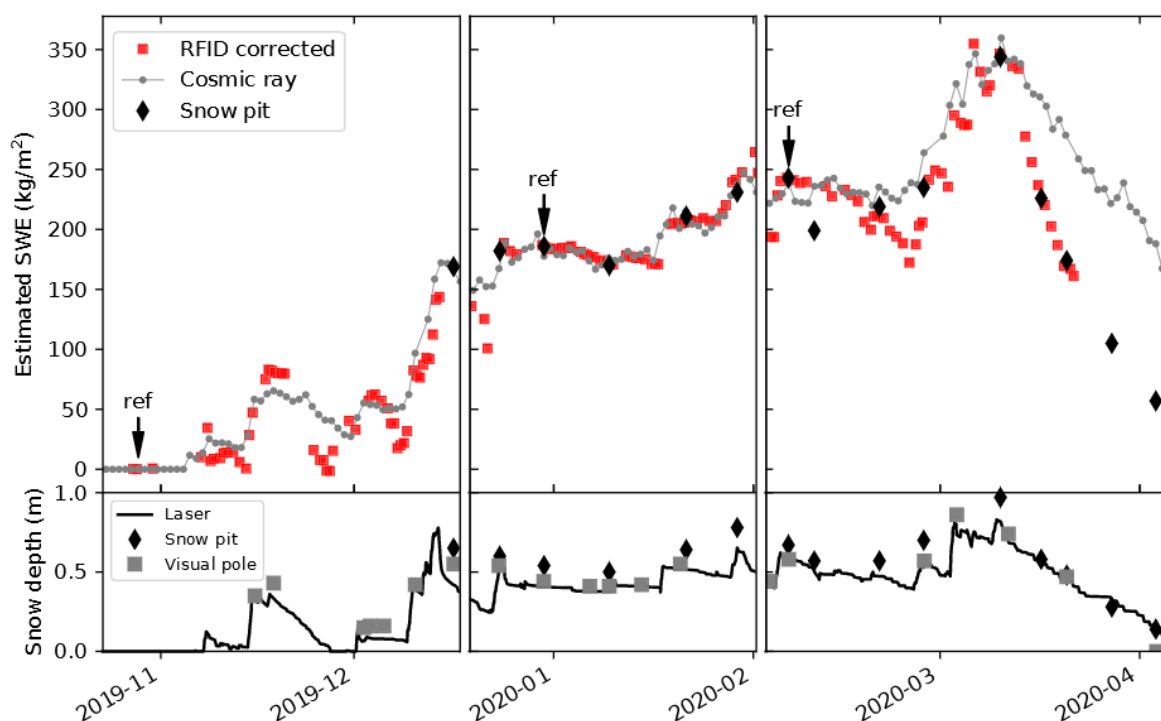 350
300
250
200
150
100
50
0
Estimated SWE (kg/m²)
RFID corrected
Cosmic ray
Snow pit
ref
ref
ref
1.0
0.5
0.0
Snow depth (m)
Laser
Snow pit
Visual pole
2019-11
2019-12
2020-01
2020-02
2020-03
2020-04